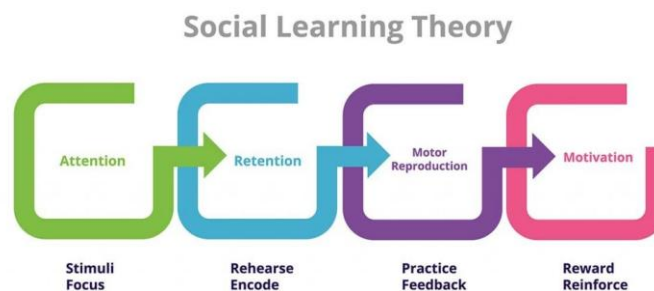 Social Learning Theory
Attention
Retention
Motor
Reproduction
Motivation
Stimuli
Focus
Rehearse
Encode
Practice
Feedback
Reward
Reinforce